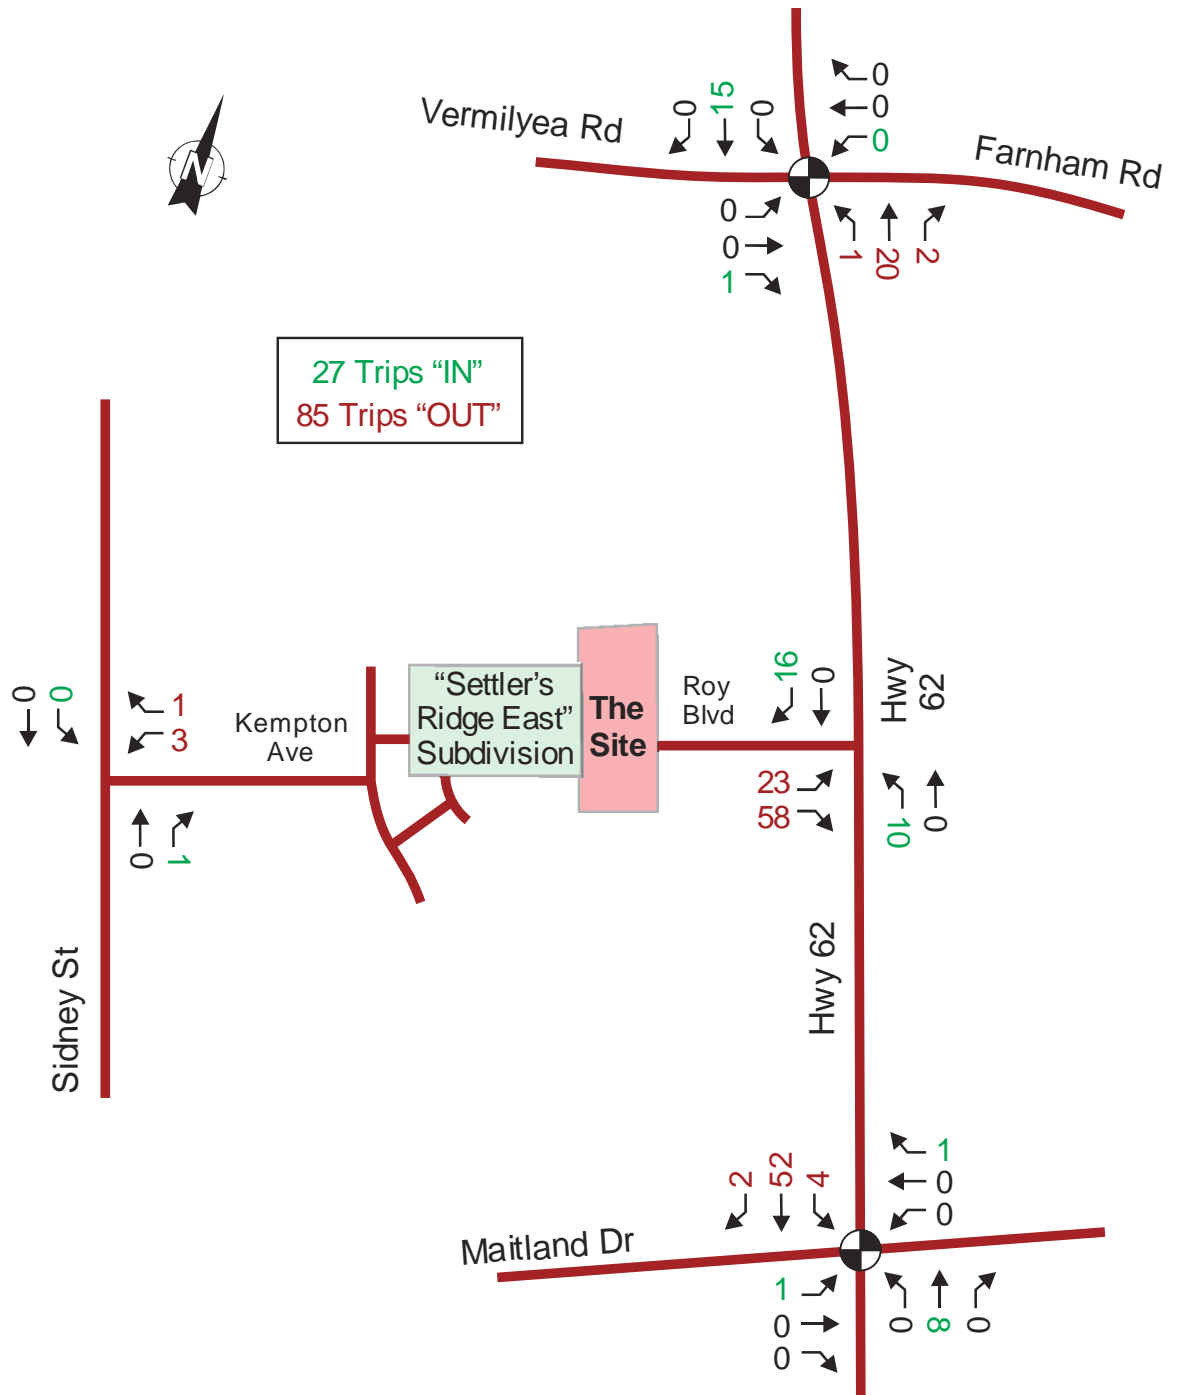 0
0
0
0
15
0
Vermilyea Rd
Farnham Rd
N
0
0
1
1
20
2
27 Trips “IN”
85 Trips “OUT”
0
0
1
3
Kempton
Ave
“Settler’s
Ridge East”
Subdivision
The
Site
Roy
Blvd
16
0
Hwy
62
23
58
10
0
0
1
Sidney St
Hwy 62
2
52
4
1
0
0
Maitland Dr
1
0
0
0
8
0